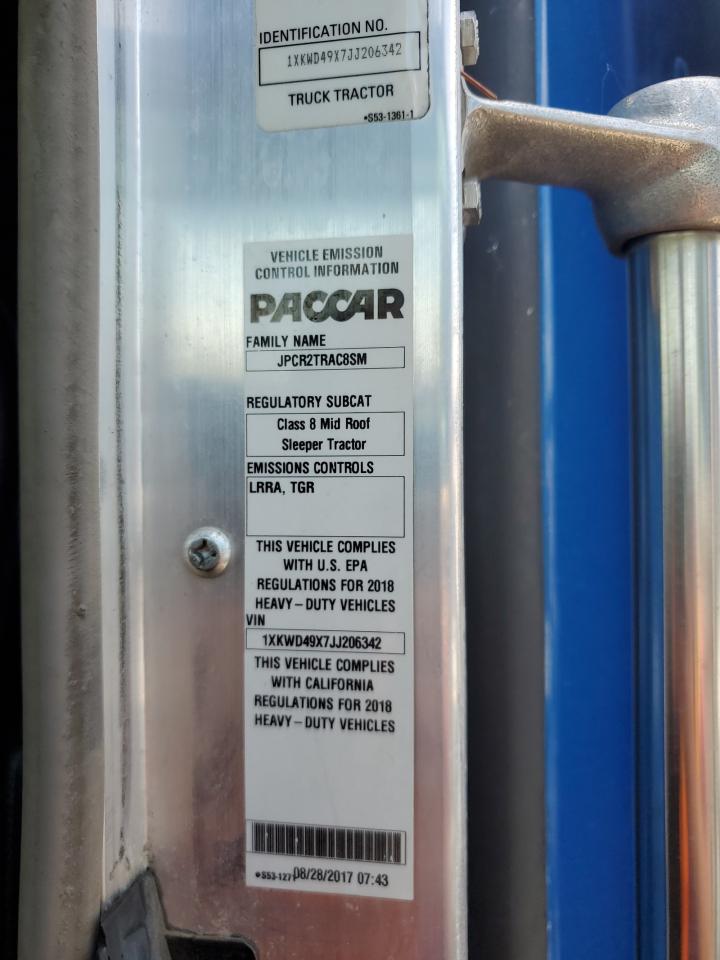 IDENTIFICATION NO.
1XKWD49X7JJ206342
TRUCK TRACTOR
•S53-1361-1
VEHICLE EMISSION
CONTROL INFORMATION
PACCAR
FAMILY NAME
JPCR2TRAC8SM
REGULATORY SUBCAT
Class 8 Mid Roof
Sleeper Tractor
EMISSIONS CONTROLS
LRRA, TGR
THIS VEHICLE COMPLIES
WITH U.S. EPA
REGULATIONS FOR 2018
HEAVY-DUTY VEHICLES
VIN
1XKWD49X7JJ206342
THIS VEHICLE COMPLIES
WITH CALIFORNIA
REGULATIONS FOR 2018
HEAVY-DUTY VEHICLES
•S53-127 08/28/2017 07:43